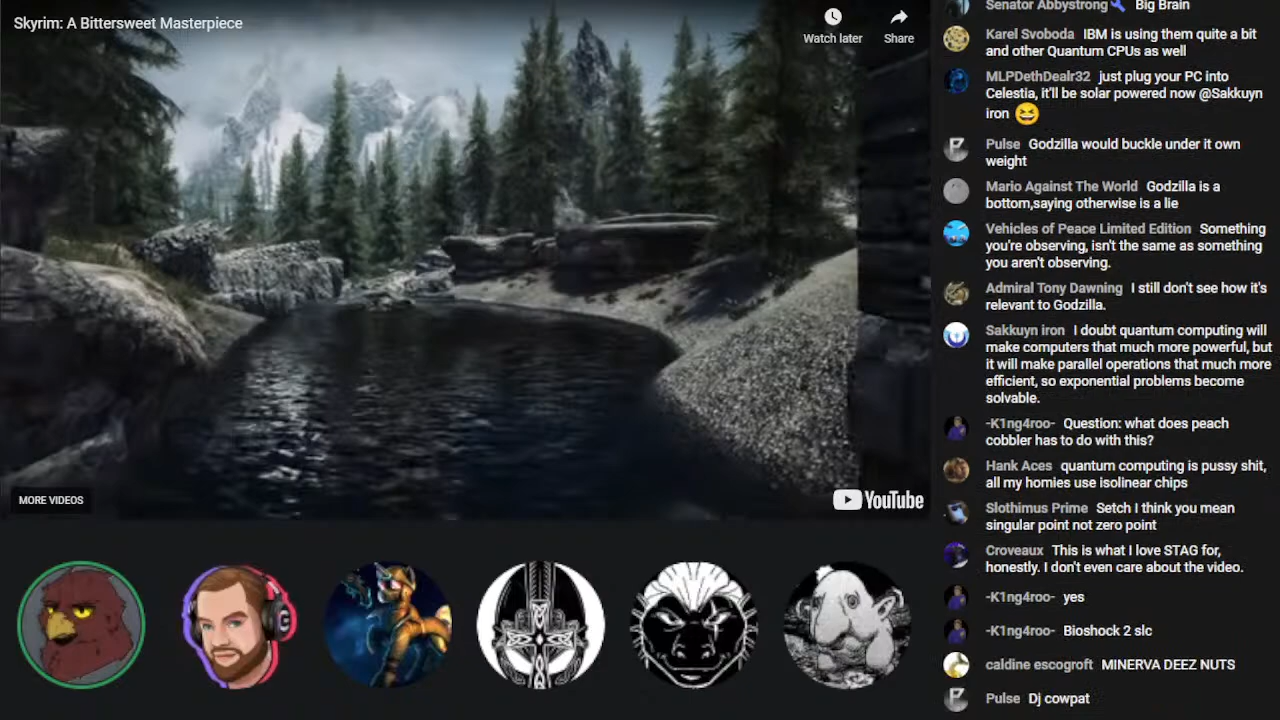 Skyrim: A Bittersweet Masterpiece
Watch later
Share
MORE VIDEOS
YouTube
Senator Abbystrong Big Brain
Karel Svoboda IBM is using them quite a bit
and other Quantum CPUs as well
MLPDethDealr32 just plug your PC into
Celestia, it'll be solar powered now @Sakkuyn
iron
Pulse Godzilla would buckle under it own
weight
Mario Against The World Godzilla is a
bottom,saying otherwise is a lie
Vehicles of Peace Limited Edition Something
you're observing, isn't the same as something
you aren't observing.
Admiral Tony Dawning I still don't see how it's
relevant to Godzilla.
Sakkuyn iron I doubt quantum computing will
make computers that much more powerful, but
it will make parallel operations that much more
efficient, so exponential problems become
solvable.
-K1ng4roo- Question: what does peach
cobbler has to do with this?
Hank Aces quantum computing is pussy shit,
all my homies use isolinear chips
Slothimus Prime Setch I think you mean
singular point not zero point
Croveaux This is what I love STAG for,
honestly. I don't even care about the video.
-K1ng4roo- yes
-K1ng4roo- Bioshock 2 slc
caldine escogroft MINERVA DEEZ NUTS
Pulse Dj cowpat